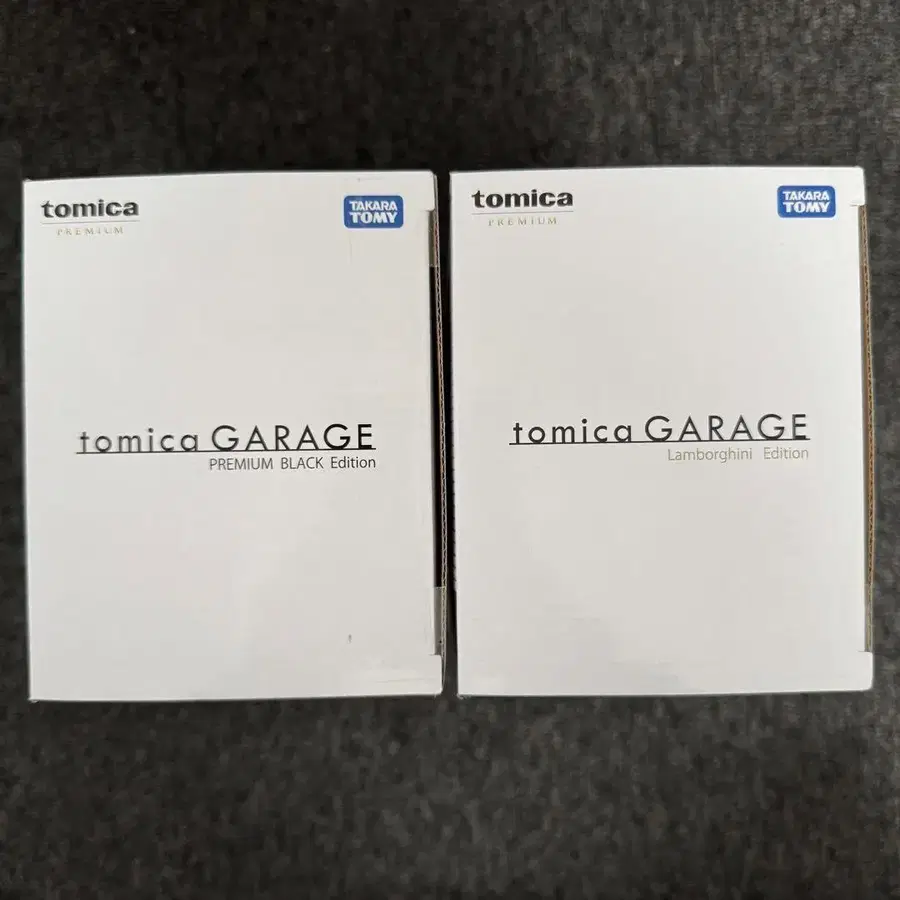 tomica
PREMIUM
TAKARA
TOMY
tomica GARAGE
PREMIUM BLACK Edition
tomica
PREMIUM
TAKARA
TOMY
tomica GARAGE
Lamborghini Edition